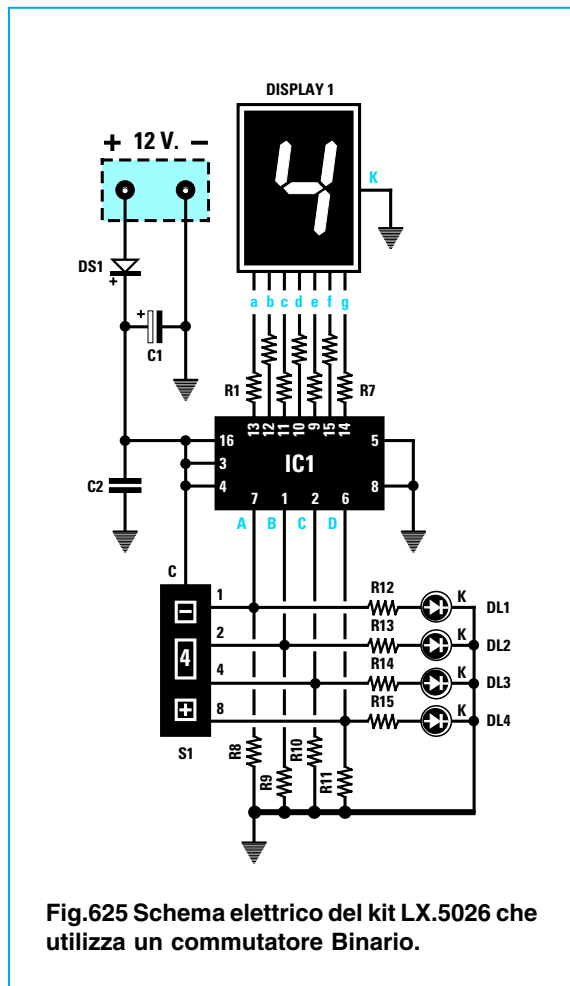 DISPLAY 1
+ 12 V. -
K
DS1
+
+
C1
a b c d e f g
R1
R7
13 12 11 10 9 15 14
16
5
3
IC1
4
8
C2
7 1 2 6
A B C D
C
1
R12
K
DL1
2
R13
K
DL2
4
4
R14
K
DL3
8
R15
K
DL4
S1
R8
R9
R10
R11
Fig.625 Schema elettrico del kit LX.5026 che
utilizza un commutatore Binario.